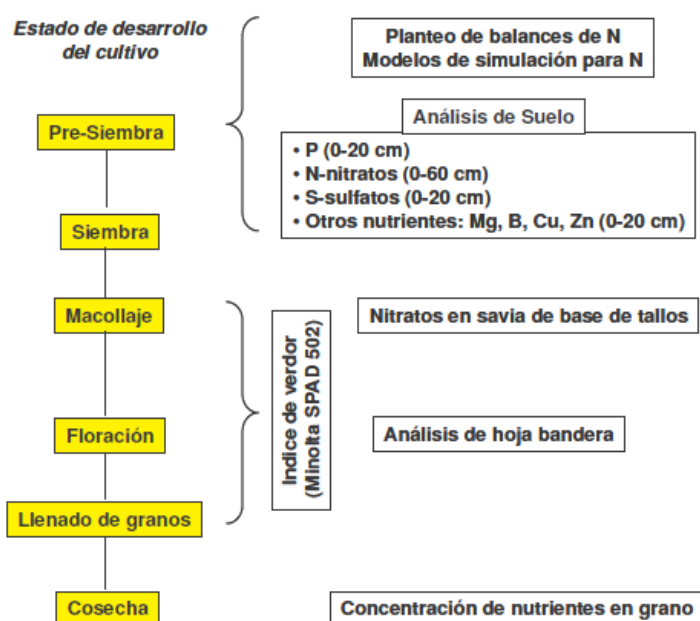 Estado de desarrollo
del cultivo
Planteo de balances de N
Modelos de simulación para N
Pre-Siembra
Análisis de Suelo
• P (0-20 cm)
• N-nitratos (0-60 cm)
• S-sulfatos (0-20 cm)
• Otros nutrientes: Mg, B, Cu, Zn (0-20 cm)
Siembra
Macollaje
Indice de verdor
(Minolta SPAD 502)
Nitratos en savia de base de tallos
Floración
Análisis de hoja bandera
Llenado de granos
Cosecha
Concentración de nutrientes en grano